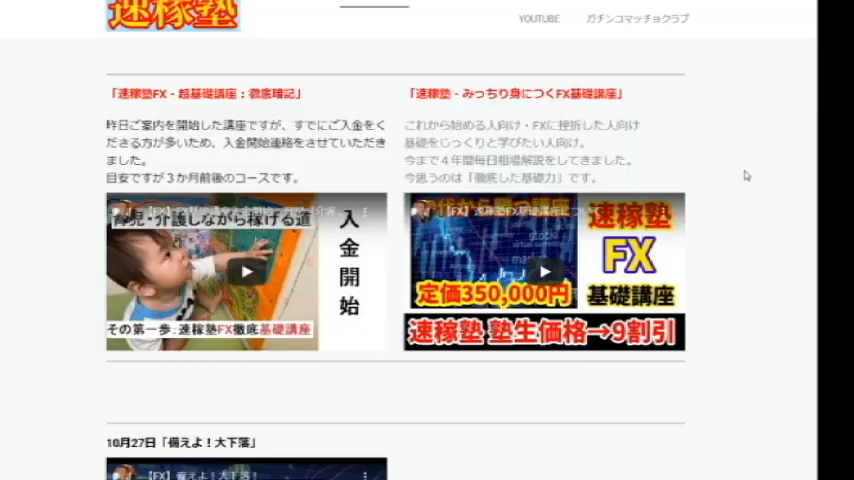 速稼塾
YOUTUBE
ガチンコマッチョクラブ
「速稼塾FX - 超基礎講座：徹底暗記」
昨日ご案内を開始した講座ですが、すでにご入金をく
ださる方が多いため、入金開始連絡をさせていただき
ました。
目安ですが３か月前後のコースです。
育児・介護しながら稼げる道
入金開始
その第一歩：速稼塾FX徹底基礎講座
「速稼塾 - みっちり身につくFX基礎講座」
これから始める人向け・FXに挫折した人向け
基礎をじっくりと学びたい人向け。
今まで４年間毎日相場解説をしてきました。
今思うのは「徹底した基礎力」です。
速稼塾
FX
基礎講座
stock
定価350,000円
速稼塾 塾生価格→9割引
10月27日「備えよ！大下落」
【FX】備えよ！大下落！